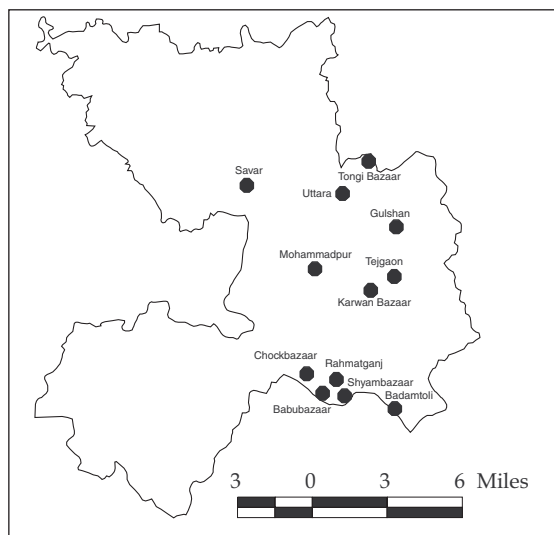 Savar
Tongi Bazaar
Uttara
Gulshan
Mohammadpur
Tejgaon
Karwan Bazaar
Chockbazaar
Rahmatganj
Shyambazaar
Badamtoli
Babubazaar
3 0 3 6 Miles